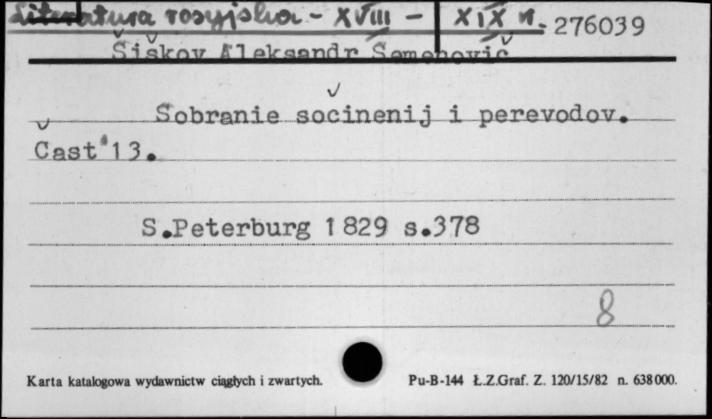 Literatura rosyjska - XVIII - XIX w. 276039
Šiškov Aleksandr Semenovič
Sobranie sočinenij i perevodov.
Čast' 13.
S.Peterburg 1829 s.378
8
Karta katalogowa wydawnictw ciągłych i zwartych.
Pu-B-144 Ł.Z.Graf. Z. 120/15/82 n. 638000.